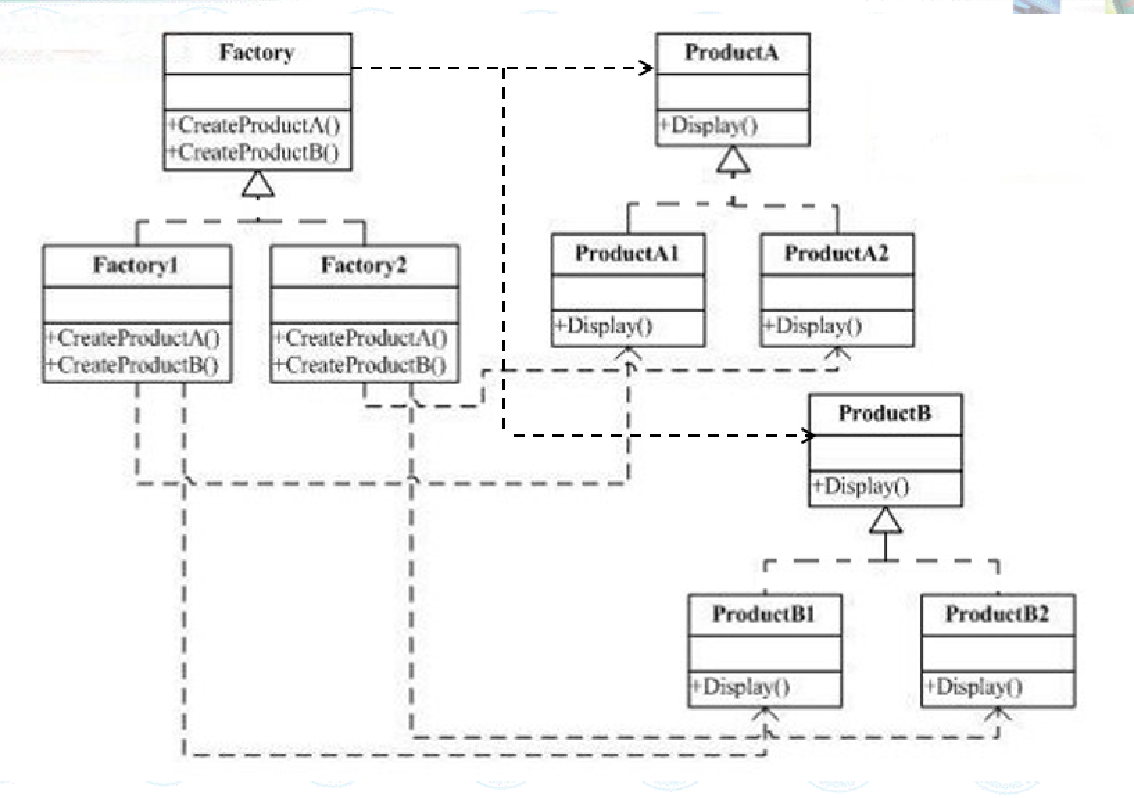 Factory
+CreateProductA()
+CreateProductB()
ProductA
+Display()
Factory1
+CreateProductA()
+CreateProductB()
Factory2
+CreateProductA()
+CreateProductB()
ProductA1
+Display()
ProductA2
+Display()
ProductB
+Display()
ProductB1
+Display()
ProductB2
+Display()